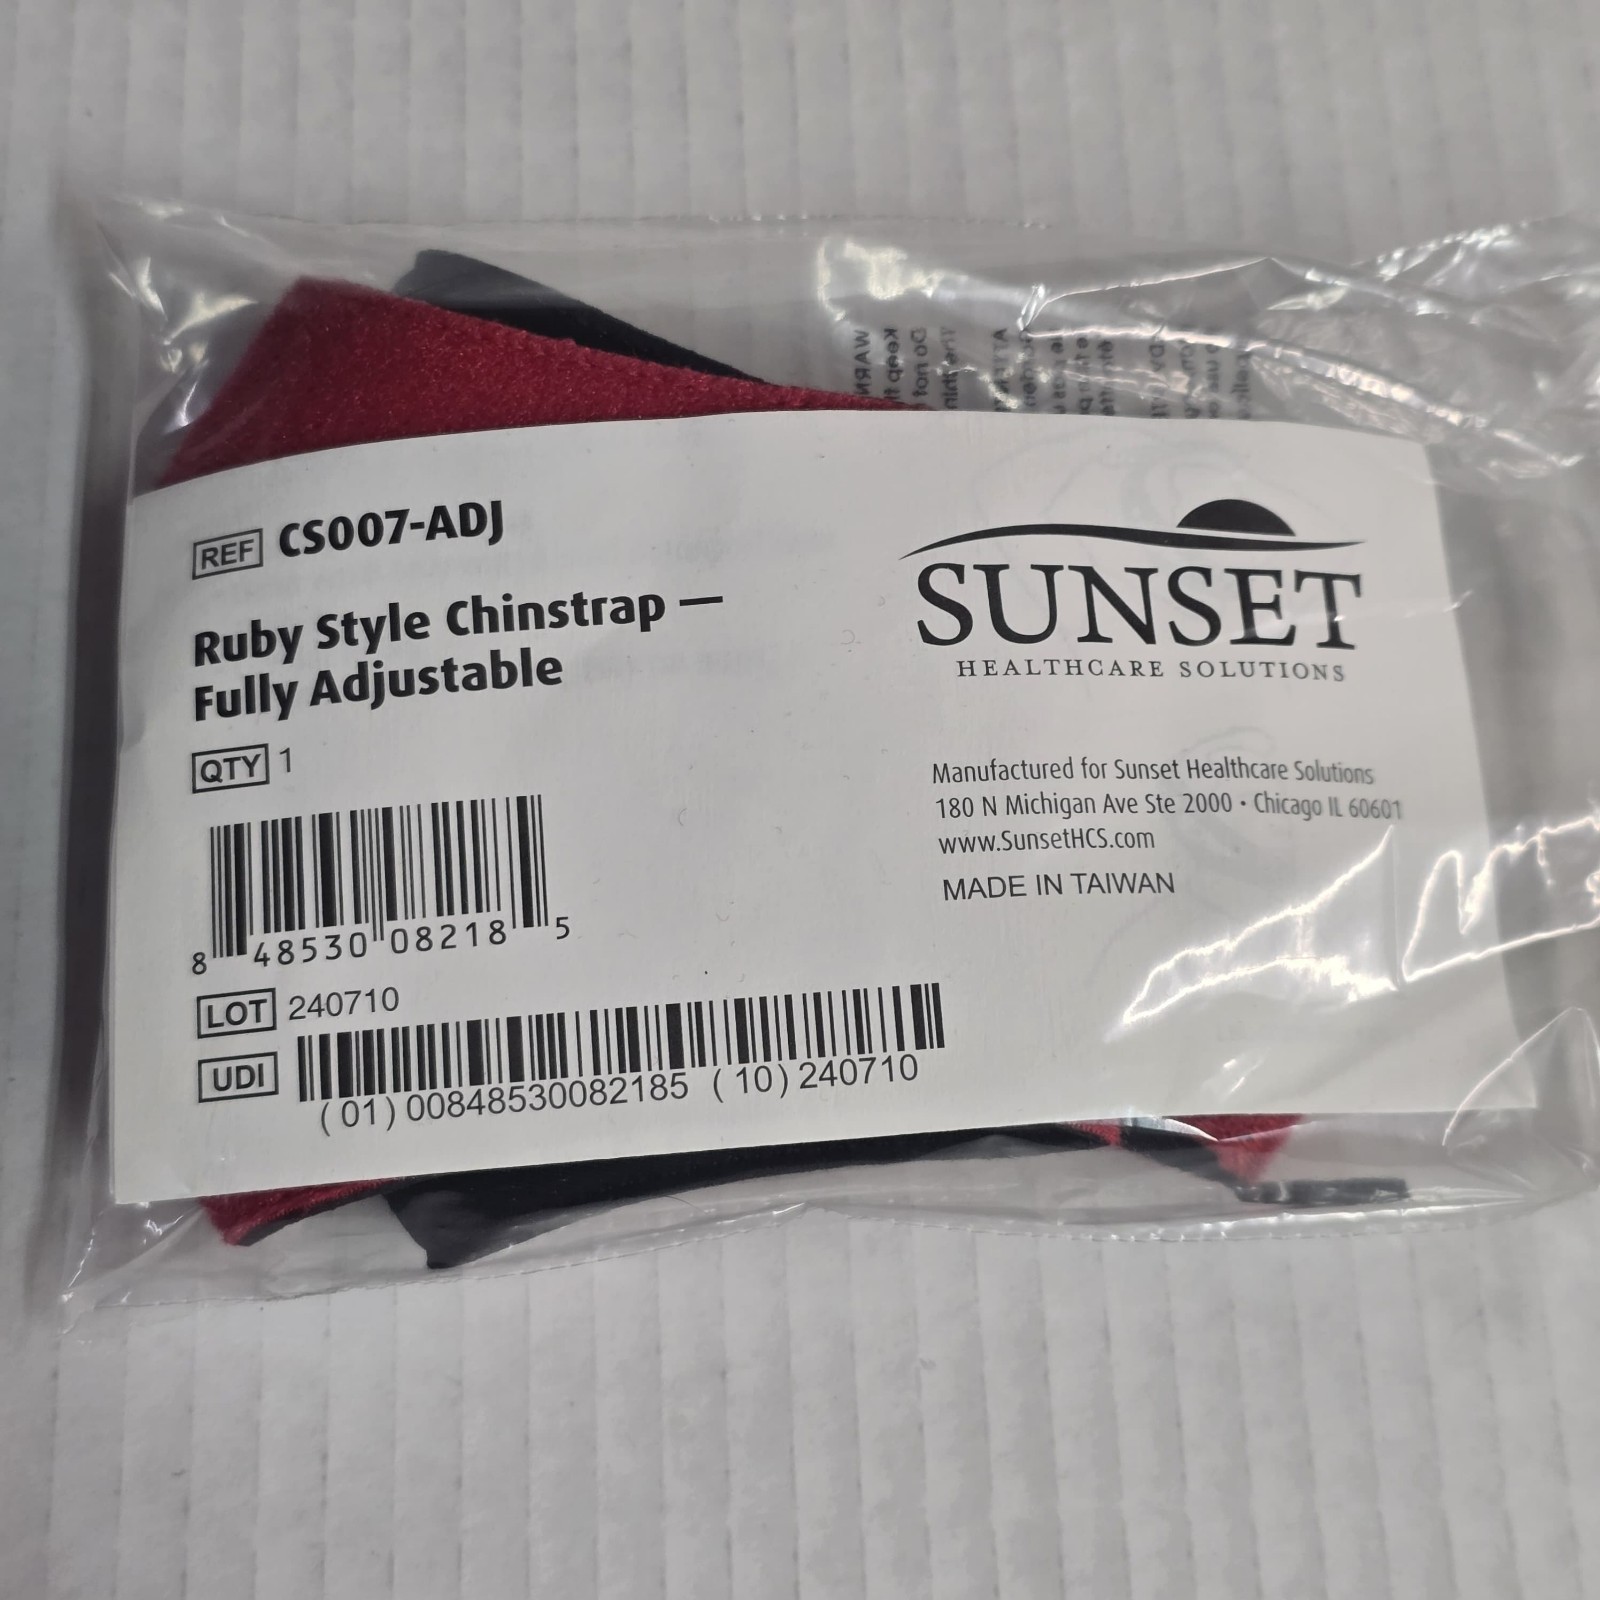 REF CS007-ADJ
Ruby Style Chinstrap —
Fully Adjustable
QTY 1
8 48530 08218 5
LOT 240710
UDI
(01)00848530082185 (10)240710
SUNSET
HEALTHCARE SOLUTIONS
Manufactured for Sunset Healthcare Solutions
180 N Michigan Ave Ste 2000 • Chicago IL 60601
www.SunsetHCS.com
MADE IN TAIWAN